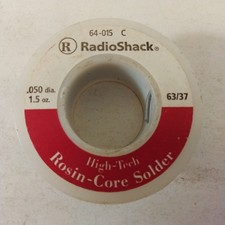 64-015 C
R RadioShack®
.050 dia.
1.5 oz.
63/37
High-Tech
Rosin-Core Solder